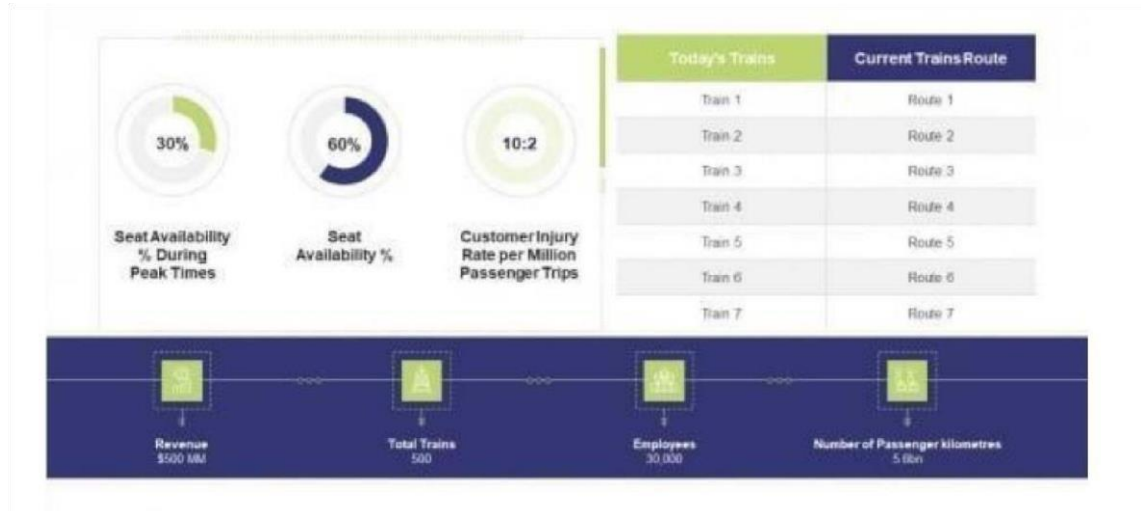 30%
60%
10:2
Seat Availability
% During
Peak Times
Seat
Availability %
Customer Injury
Rate per Million
Passenger Trips
Today's Trains Current Trains Route
Train 1 Route 1
Train 2 Route 2
Train 3 Route 3
Train 4 Route 4
Train 5 Route 5
Train 6 Route 6
Train 7 Route 7
Revenue
$500 MM
Total Trains
500
Employees
30,000
Number of Passenger kilometres
5.6bn